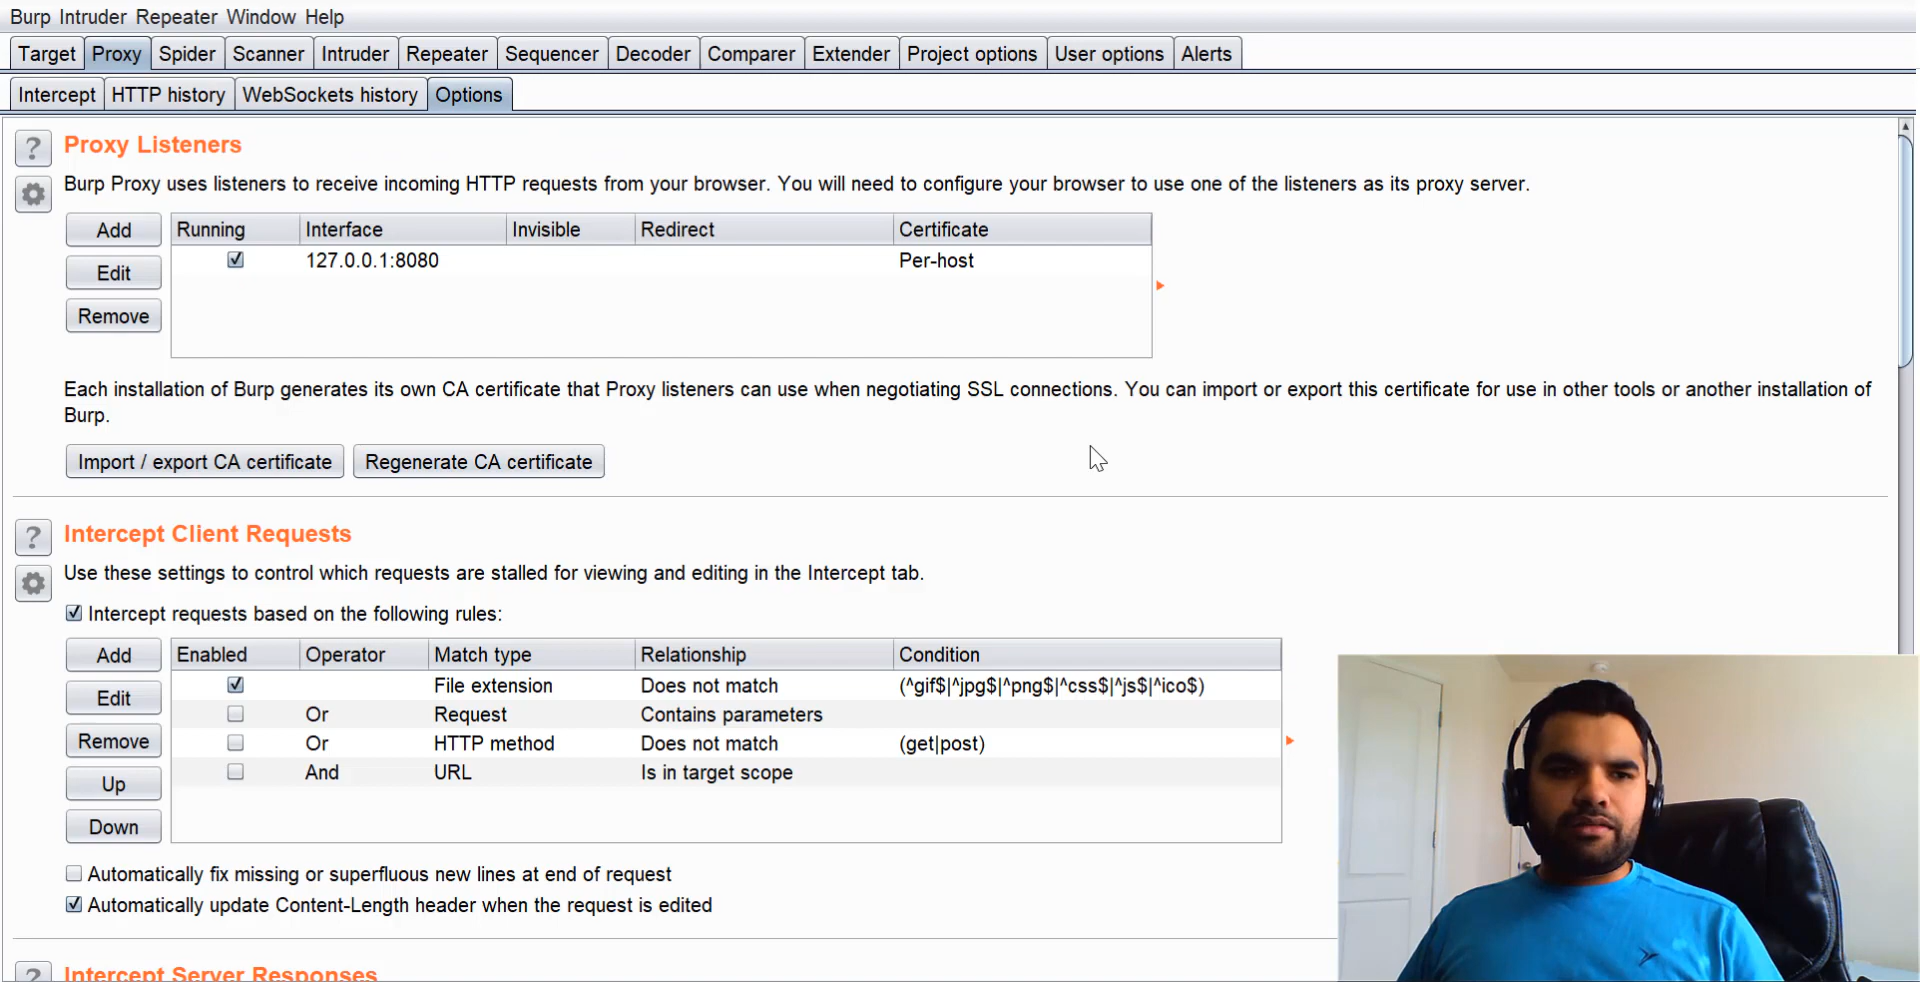 Burp Intruder Repeater Window Help
Target Proxy Spider Scanner Intruder Repeater Sequencer Decoder Comparer Extender Project options User options Alerts
Intercept HTTP history WebSockets history Options
? Proxy Listeners
Burp Proxy uses listeners to receive incoming HTTP requests from your browser. You will need to configure your browser to use one of the listeners as its proxy server.
Add Running Interface Invisible Redirect Certificate
127.0.0.1:8080 Per-host
Edit
Remove
Each installation of Burp generates its own CA certificate that Proxy listeners can use when negotiating SSL connections. You can import or export this certificate for use in other tools or another installation of
Burp.
Import / export CA certificate Regenerate CA certificate
? Intercept Client Requests
Use these settings to control which requests are stalled for viewing and editing in the Intercept tab.
Intercept requests based on the following rules:
Add Enabled Operator Match type Relationship Condition
File extension Does not match (^gif$|^jpg$|^png$|^css$|^js$|^ico$)
Edit
Or Request Contains parameters
Remove Or HTTP method Does not match (get|post)
And URL Is in target scope
Up
Down
Automatically fix missing or superfluous new lines at end of request
Automatically update Content-Length header when the request is edited
? Intercept Server Responses